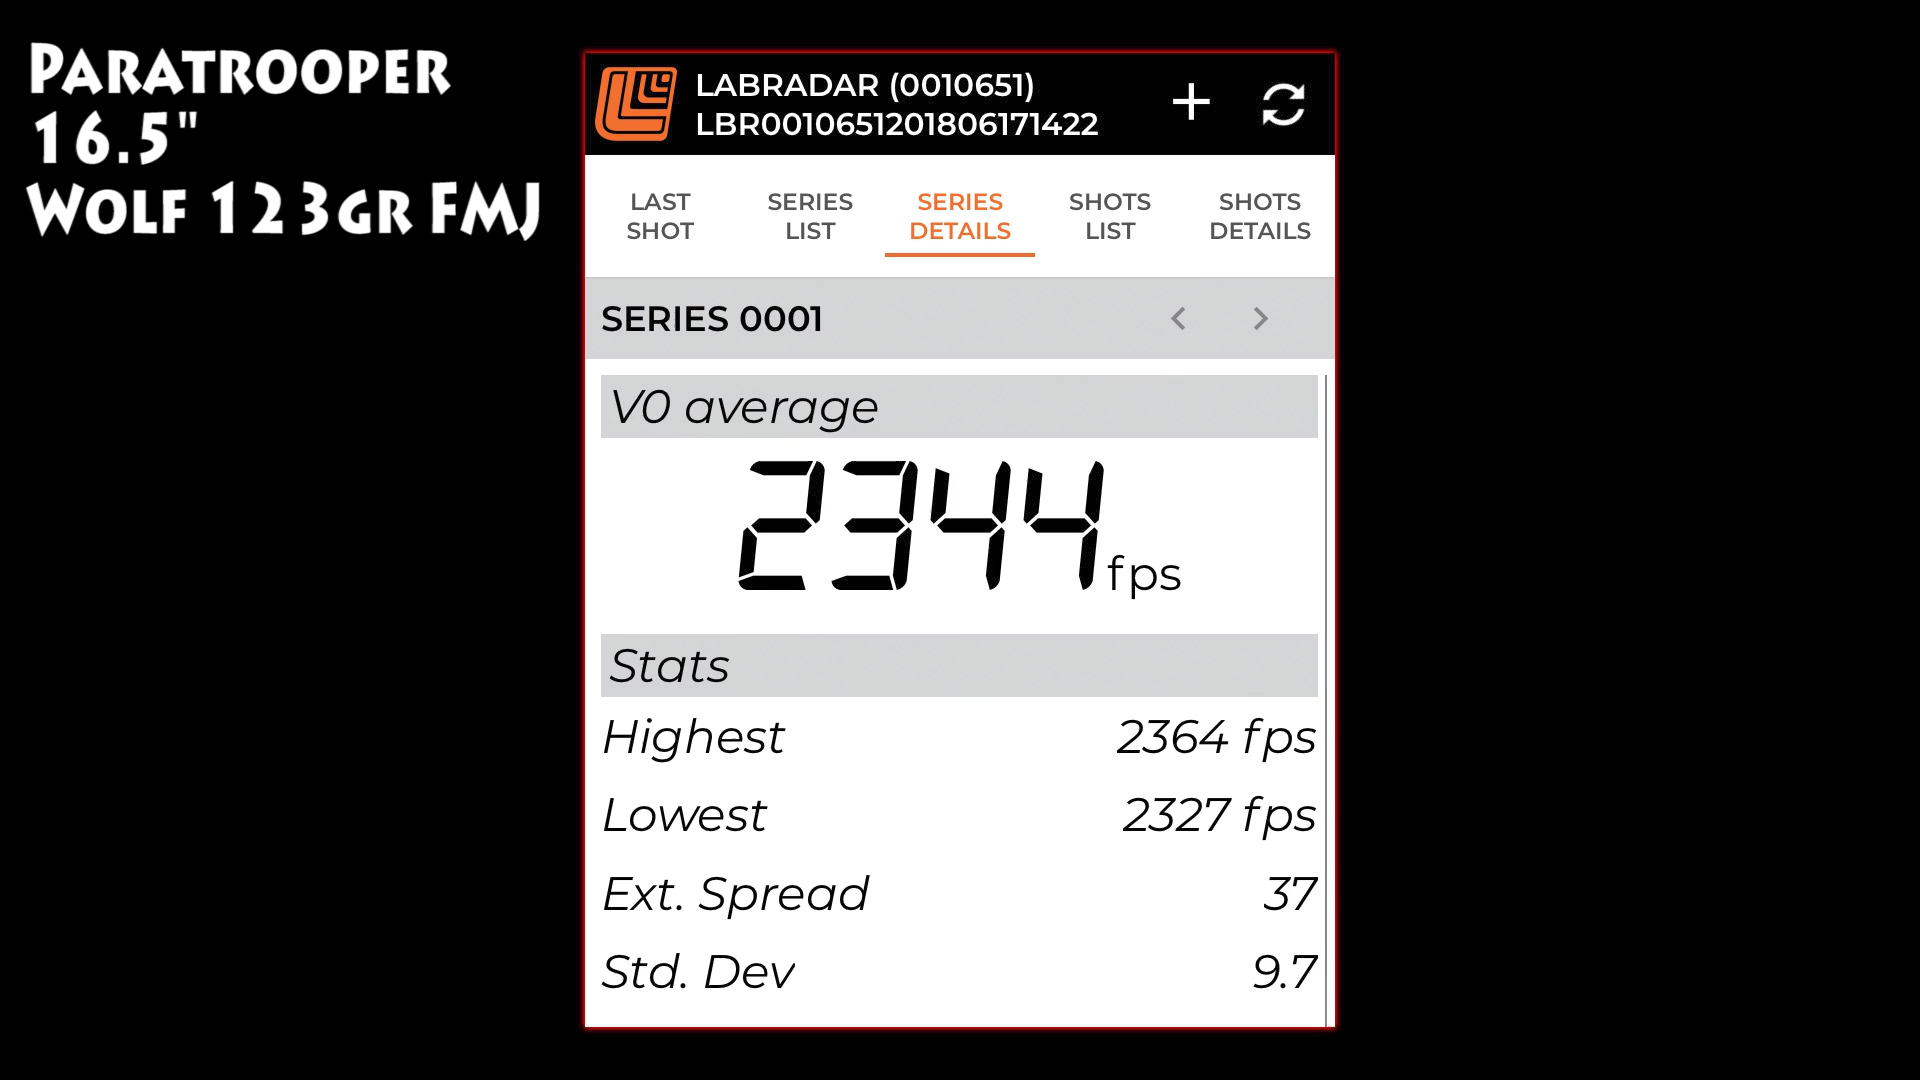 Paratrooper
16.5"
Wolf 123gr FMJ
LABRADAR (0010651)
LBR0010651201806171422
LAST SHOT
SERIES LIST
SERIES DETAILS
SHOTS LIST
SHOTS DETAILS
SERIES 0001
V0 average
2344 fps
Stats
Highest 2364 fps
Lowest 2327 fps
Ext. Spread 37
Std. Dev 9.7